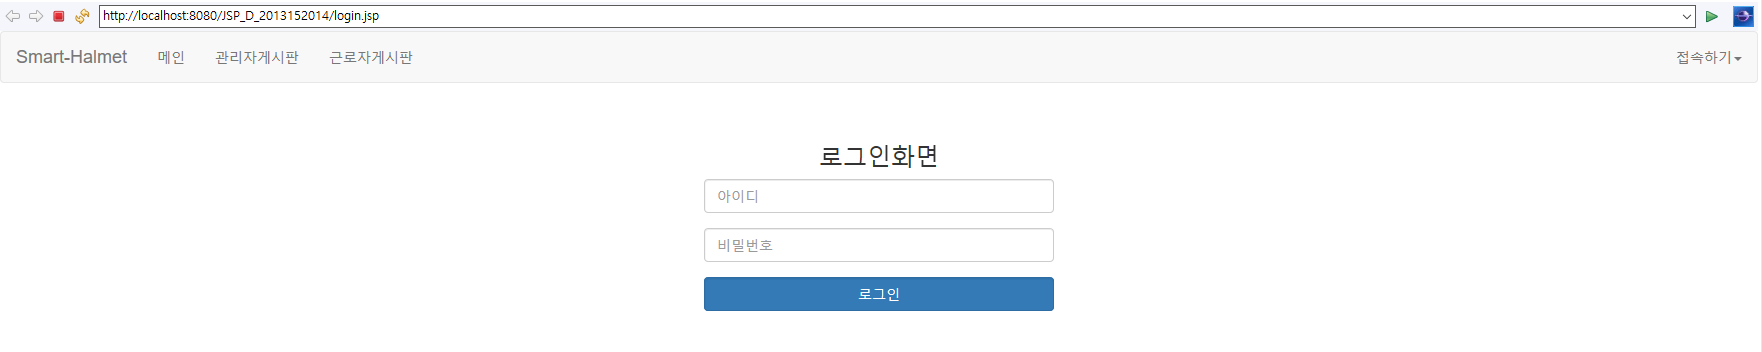 http://localhost:8080/JSP_D_2013152014/login.jsp
Smart-Halmet 메인 관리자게시판 근로자게시판 접속하기
로그인화면
아이디
비밀번호
로그인